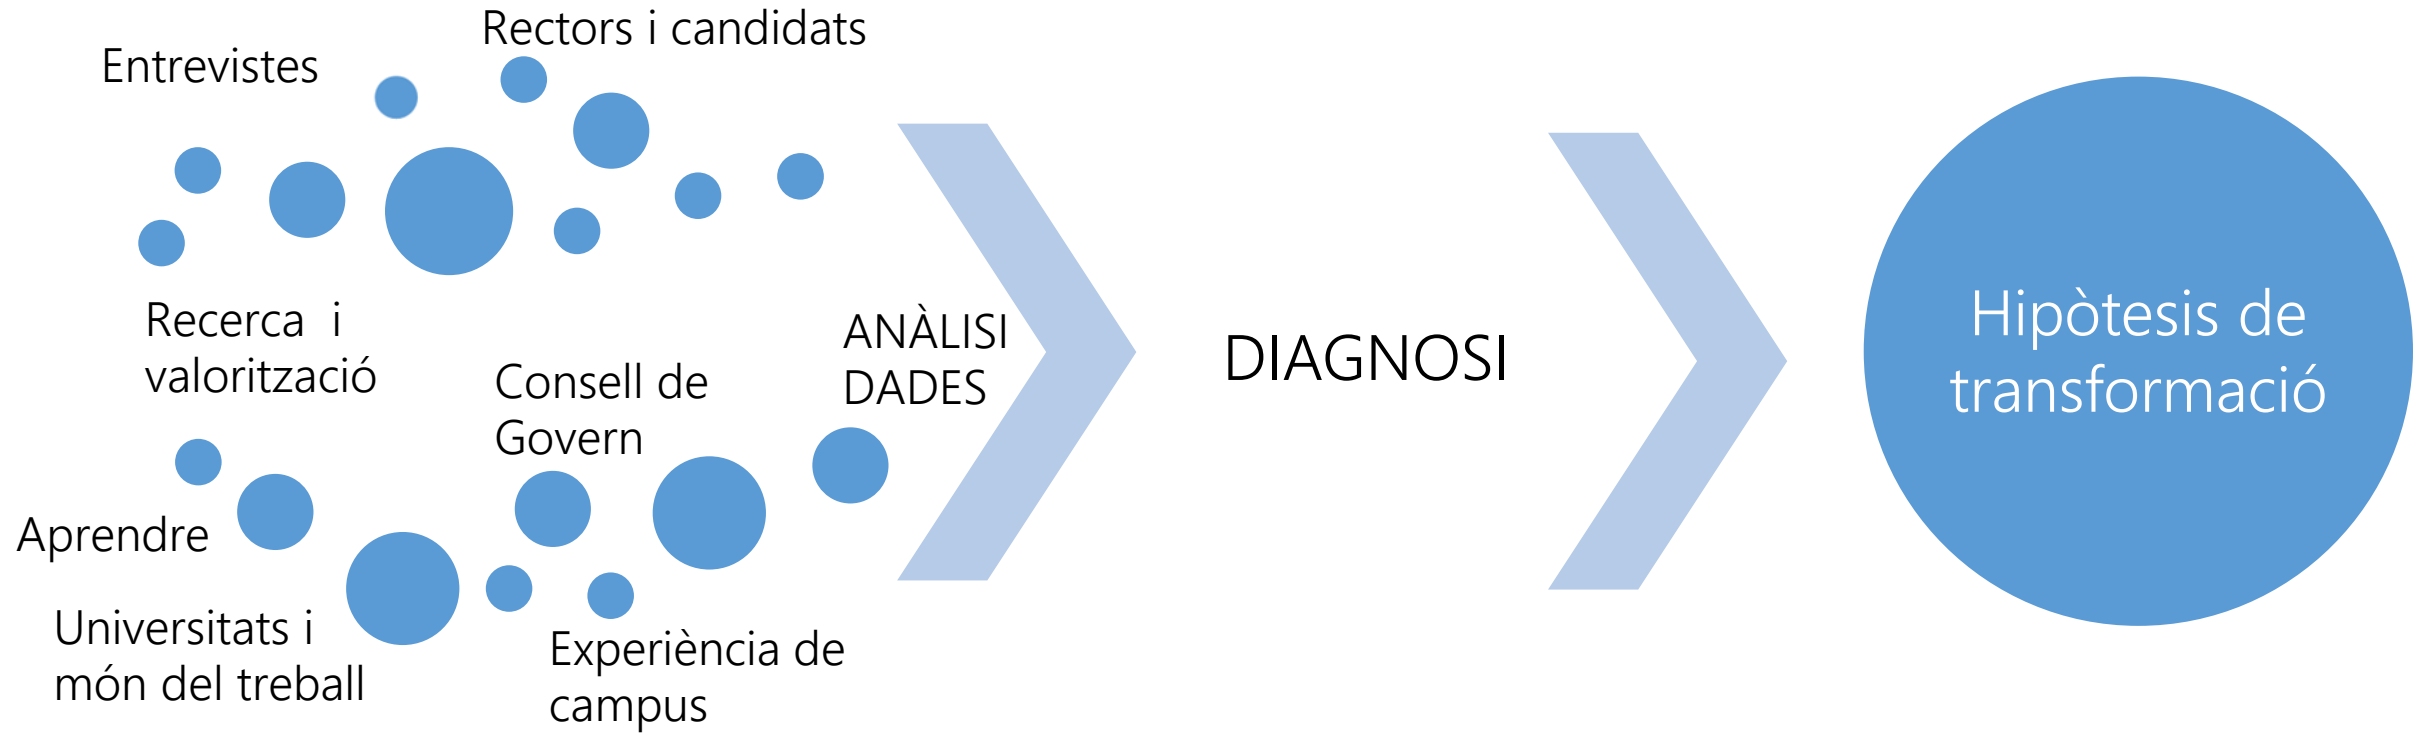 Rectors i candidats
Entrevistes
Recerca i
valorització
ANÀLISI
DADES
Consell de
Govern
Aprendre
Universitats i
món del treball
Experiència de
campus
DIAGNOSI
Hipòtesis de
transformació